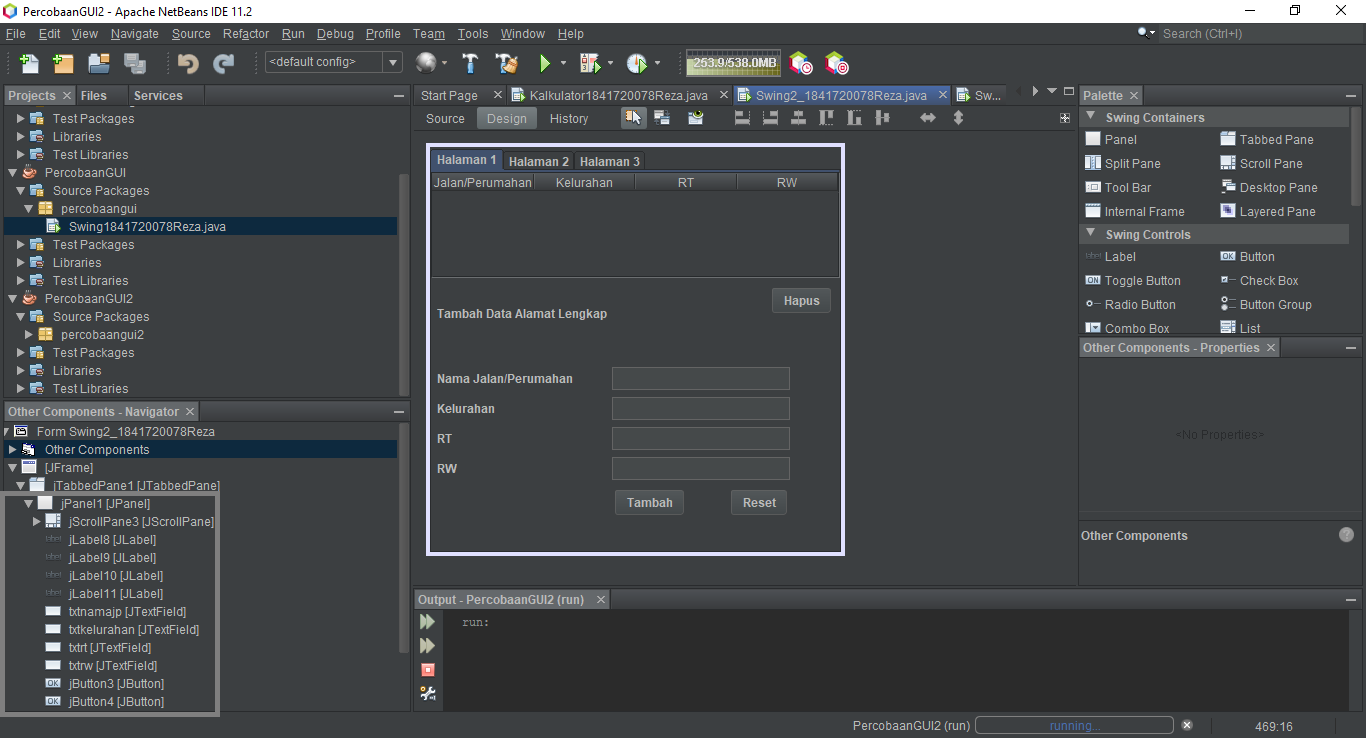 PercobaanGUI2 - Apache NetBeans IDE 11.2
File Edit View Navigate Source Refactor Run Debug Profile Team Tools Window Help
Search (Ctrl+I)
<default config>
253.9/538.0MB
Projects Files Services
Test Packages
Libraries
Test Libraries
PercobaanGUI
Source Packages
percobaangui
Swing1841720078Reza.java
Test Packages
Libraries
Test Libraries
PercobaanGUI2
Source Packages
percobaangui2
Test Packages
Libraries
Test Libraries
Other Components - Navigator
Form Swing2_1841720078Reza
Other Components
[JFrame]
jTabbedPane1 [JTabbedPane]
jPanel1 [JPanel]
jScrollPane3 [JScrollPane]
label jLabel8 [JLabel]
label jLabel9 [JLabel]
label jLabel10 [JLabel]
label jLabel11 [JLabel]
txtnamajp [JTextField]
txtkelurahan [JTextField]
txtrt [JTextField]
txtrw [JTextField]
OK jButton3 [JButton]
OK jButton4 [JButton]
Start Page Kalkulator1841720078Reza.java Swing2_1841720078Reza.java Sw...
Source Design History
Halaman 1 Halaman 2 Halaman 3
Jalan/Perumahan Kelurahan RT RW
Hapus
Tambah Data Alamat Lengkap
Nama Jalan/Perumahan
Kelurahan
RT
RW
Tambah Reset
Output - PercobaanGUI2 (run)
run:
Palette
Swing Containers
Panel Tabbed Pane
Split Pane Scroll Pane
Tool Bar Desktop Pane
Internal Frame Layered Pane
Swing Controls
label Label OK Button
ON Toggle Button Check Box
Radio Button Button Group
Combo Box List
Other Components - Properties
<No Properties>
Other Components
?
PercobaanGUI2 (run) running... 469:16